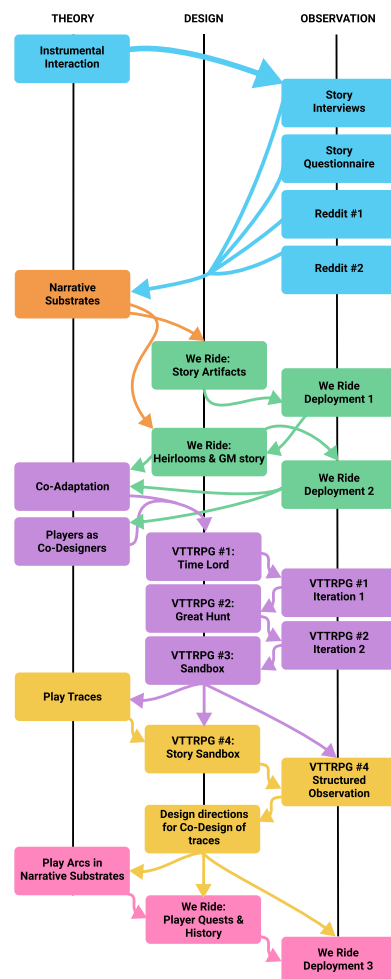 THEORY DESIGN OBSERVATION
Instrumental
Interaction
Story
Interviews
Story
Questionnaire
Reddit #1
Reddit #2
Narrative
Substrates
We Ride:
Story Artifacts
We Ride
Deployment 1
We Ride:
Heirlooms & GM story
Co-Adaptation
We Ride
Deployment 2
Players as
Co-Designers
VTTRPG #1:
Time Lord
VTTRPG #1
Iteration 1
VTTRPG #2:
Great Hunt
VTTRPG #2
Iteration 2
VTTRPG #3:
Sandbox
Play Traces
VTTRPG #4:
Story Sandbox
VTTRPG #4
Structured
Observation
Design directions
for Co-Design of
traces
Play Arcs in
Narrative Substrates
We Ride:
Player Quests &
History
We Ride
Deployment 3